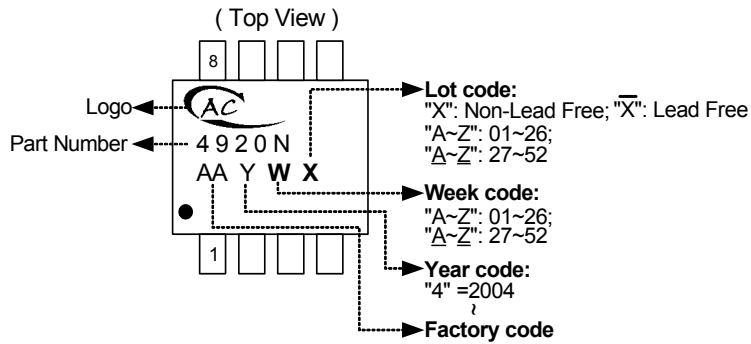 ( Top View )
8
Logo
AC
Part Number
4920N
AA Y W X
1
Lot code:
"X": Non-Lead Free; "X̅": Lead Free
"A~Z": 01~26;
"A̲~Z̲": 27~52
Week code:
"A~Z": 01~26;
"A̲~Z̲": 27~52
Year code:
"4" =2004
~
Factory code